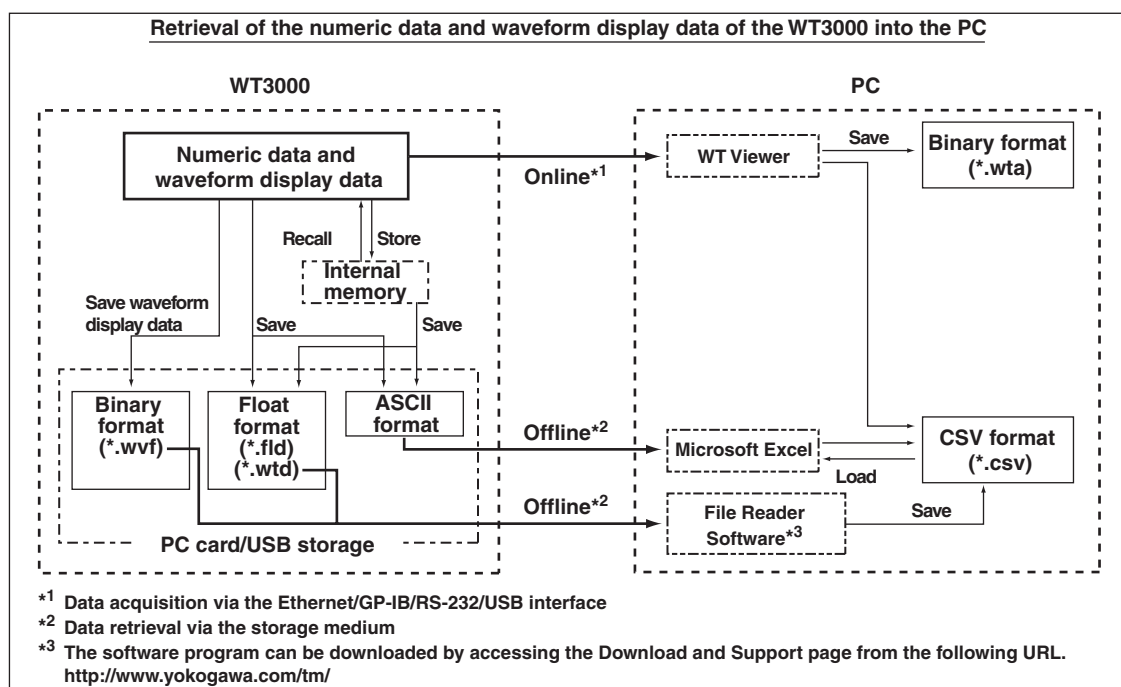 Retrieval of the numeric data and waveform display data of the WT3000 into the PC
WT3000
PC
Numeric data and
waveform display data
Online*1
WT Viewer
Save
Binary format
(*.wta)
Recall
Store
Internal
memory
Save waveform
display data
Save
Save
Binary
format
(*.wvf)
Float
format
(*.fld)
(*.wtd)
ASCII
format
Offline*2
Microsoft Excel
Load
CSV format
(*.csv)
Offline*2
File Reader
Software*3
Save
PC card/USB storage
*1 Data acquisition via the Ethernet/GP-IB/RS-232/USB interface
*2 Data retrieval via the storage medium
*3 The software program can be downloaded by accessing the Download and Support page from the following URL.
http://www.yokogawa.com/tm/